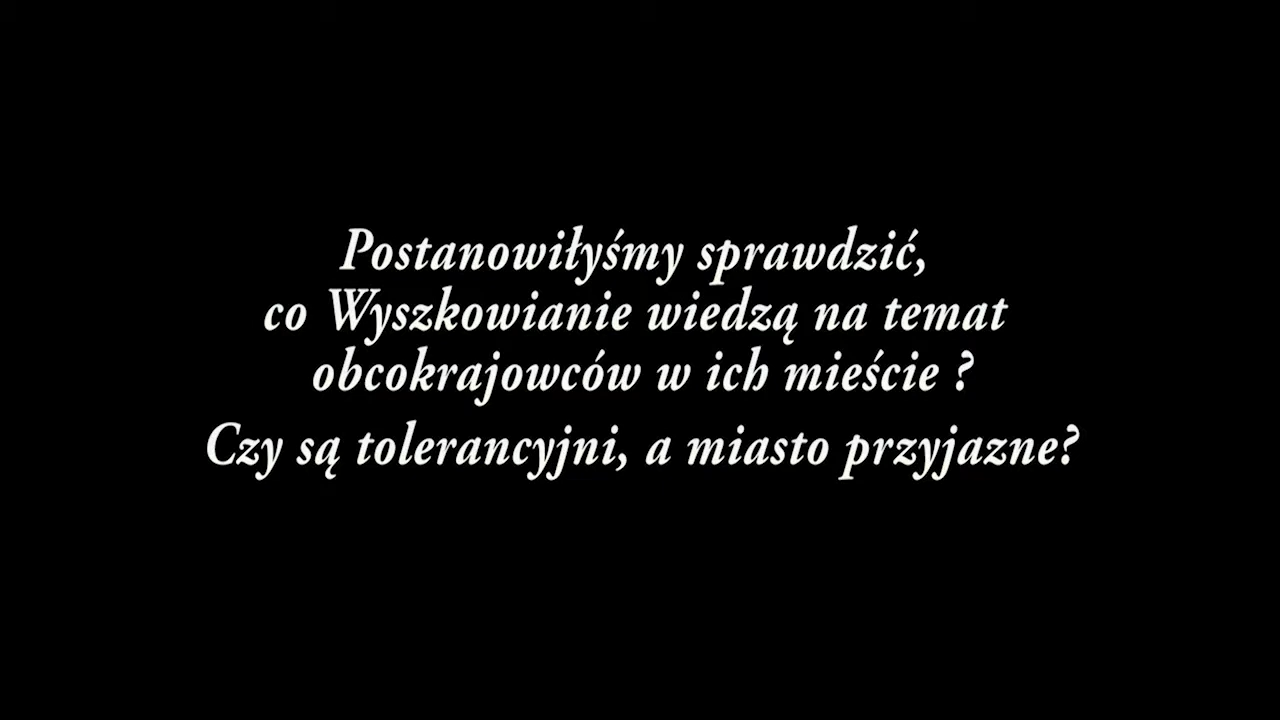 Postanowiłyśmy sprawdzić,
co Wyszkowianie wiedzą na temat
obcokrajowców w ich mieście ?
Czy są tolerancyjni, a miasto przyjazne?